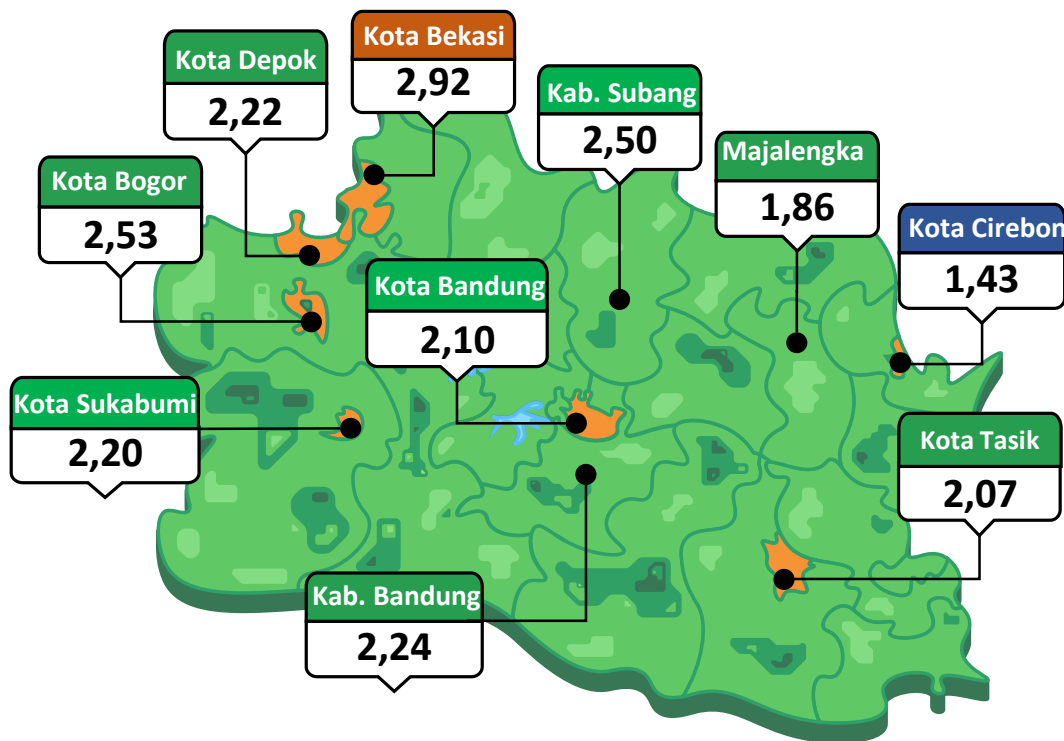 Kota Bekasi
2,92
Kota Depok
2,22
Kab. Subang
2,50
Majalengka
1,86
Kota Bogor
2,53
Kota Cirebon
1,43
Kota Bandung
2,10
Kota Sukabumi
2,20
Kota Tasik
2,07
Kab. Bandung
2,24